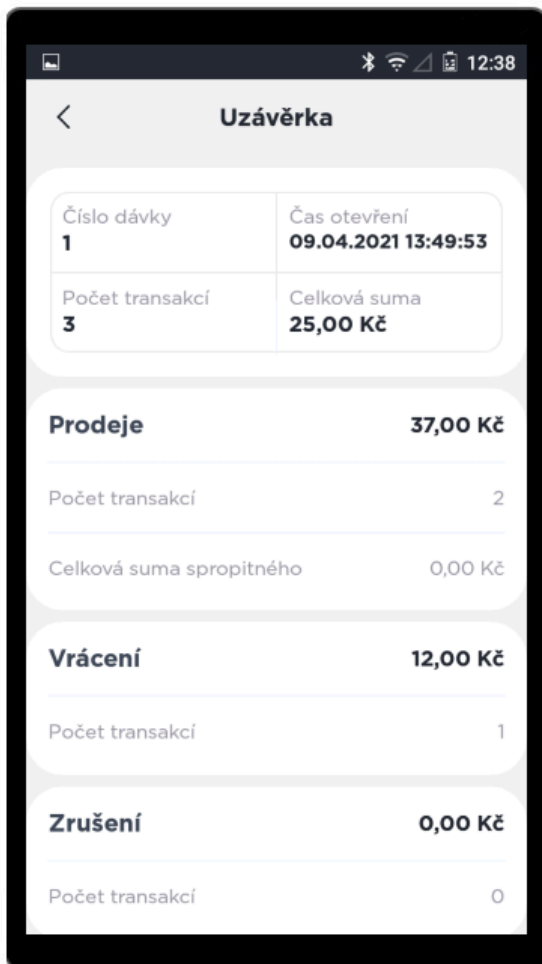 12:38
Uzávěrka
Číslo dávky
1
Čas otevření
09.04.2021 13:49:53
Počet transakcí
3
Celková suma
25,00 Kč
Prodeje 37,00 Kč
Počet transakcí 2
Celková suma spropitného 0,00 Kč
Vrácení 12,00 Kč
Počet transakcí 1
Zrušení 0,00 Kč
Počet transakcí 0